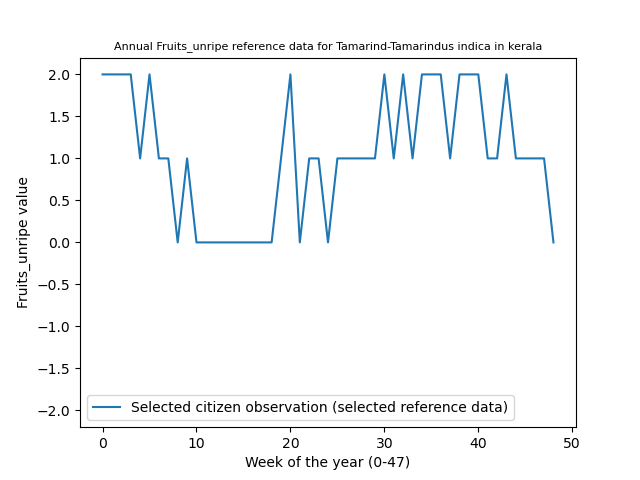 Annual Fruits_unripe reference data for Tamarind-Tamarindus indica in kerala
2.0
1.5
1.0
0.5
0.0
−0.5
−1.0
−1.5
−2.0
Fruits_unripe value
Selected citizen observation (selected reference data)
0 10 20 30 40 50
Week of the year (0-47)